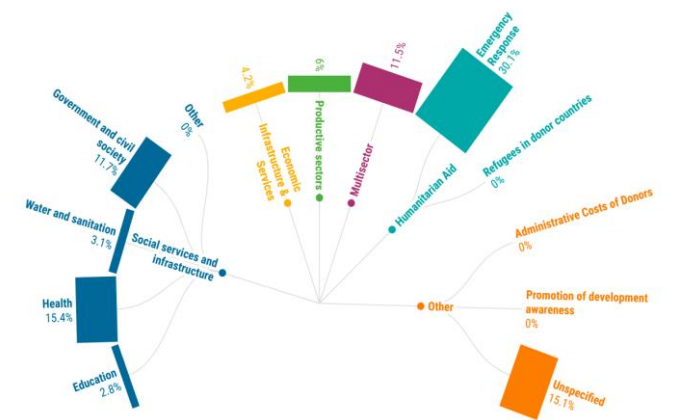 Government and civil
society
11.7%
Other
0%
Water and sanitation
3.1%
Social services and
infrastructure
Health
15.4%
Education
2.8%
4.2%
Economic
Infrastructure &
Services
6%
Productive sectors
11.5%
Multisector
Emergency
Response
30.1%
Humanitarian Aid
Refugees in donor countries
0%
Other
Administrative Costs of Donors
0%
Promotion of development
awareness
0%
Unspecified
15.1%